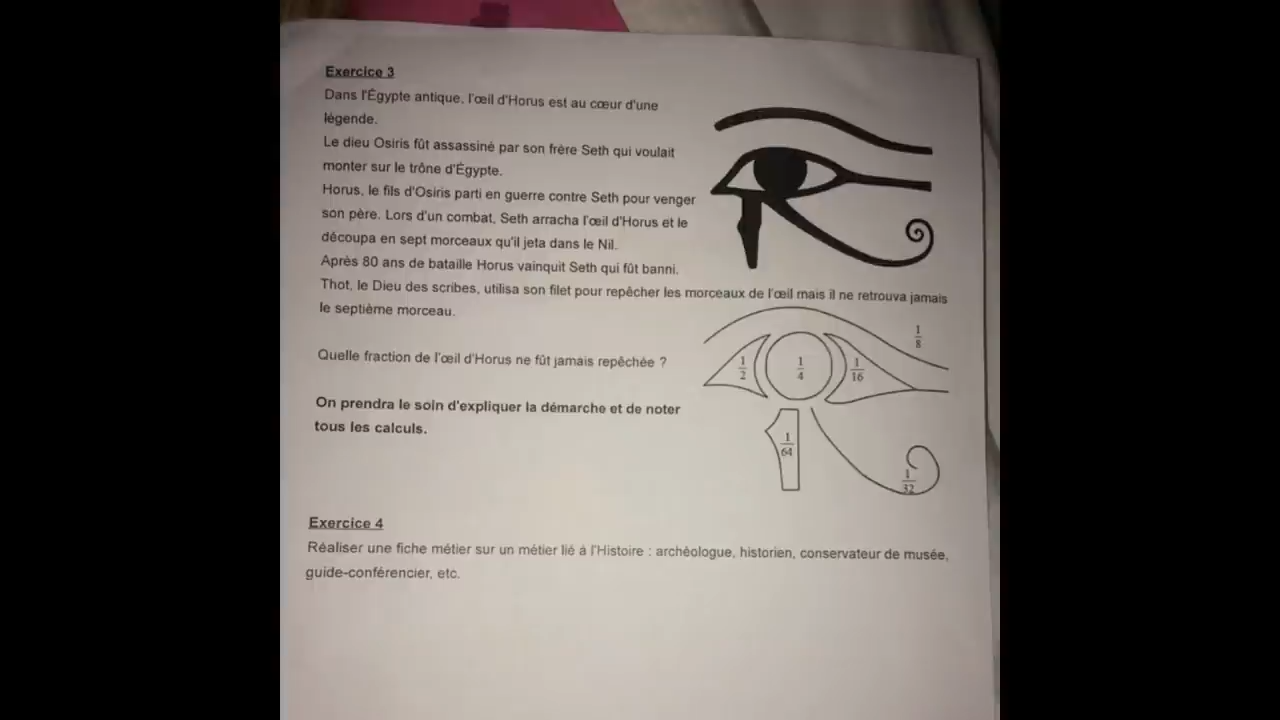 Exercice 3
Dans l'Égypte antique, l'œil d'Horus est au cœur d'une
légende.
Le dieu Osiris fût assassiné par son frère Seth qui voulait
monter sur le trône d'Égypte.
Horus, le fils d'Osiris parti en guerre contre Seth pour venger
son père. Lors d'un combat, Seth arracha l'œil d'Horus et le
découpa en sept morceaux qu'il jeta dans le Nil.
Après 80 ans de bataille Horus vainquit Seth qui fût banni.
Thot, le Dieu des scribes, utilisa son filet pour repêcher les morceaux de l'œil mais il ne retrouva jamais
le septième morceau.
Quelle fraction de l'œil d'Horus ne fût jamais repêchée ?
On prendra le soin d'expliquer la démarche et de noter
tous les calculs.
1/8
1/2 1/4 1/16
1/64
1/32
Exercice 4
Réaliser une fiche métier sur un métier lié à l'Histoire : archéologue, historien, conservateur de musée,
guide-conférencier, etc.